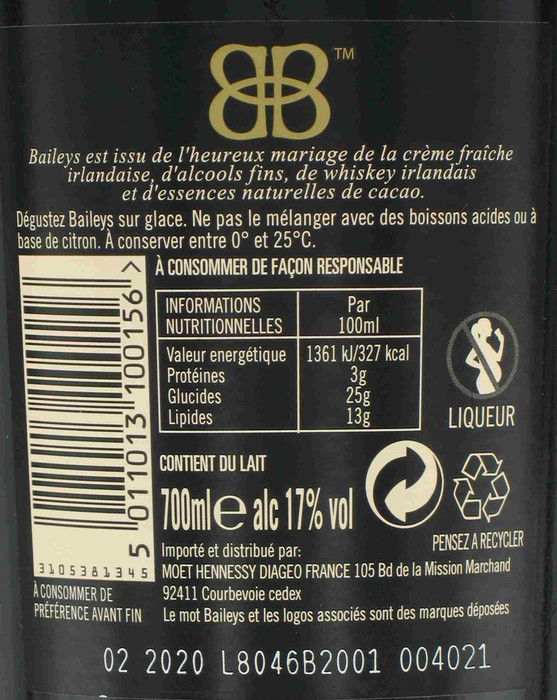 BB™
Baileys est issu de l'heureux mariage de la crème fraîche
irlandaise, d'alcools fins, de whiskey irlandais
et d'essences naturelles de cacao.
Dégustez Baileys sur glace. Ne pas le mélanger avec des boissons acides ou à
base de citron. À conserver entre 0° et 25°C.
À CONSOMMER DE FAÇON RESPONSABLE
INFORMATIONS
NUTRITIONNELLES
Par
100ml
Valeur energétique 1361 kJ/327 kcal
Protéines 3g
Glucides 25g
Lipides 13g
LIQUEUR
CONTIENT DU LAIT
700ml℮ alc 17% vol
PENSEZ A RECYCLER
5 011013 100156 >
3105381345
Importé et distribué par:
MOET HENNESSY DIAGEO FRANCE 105 Bd de la Mission Marchand
92411 Courbevoie cedex
À CONSOMMER DE
PRÉFÉRENCE AVANT FIN
Le mot Baileys et les logos associés sont des marques déposées
02 2020 L8046B2001 004021